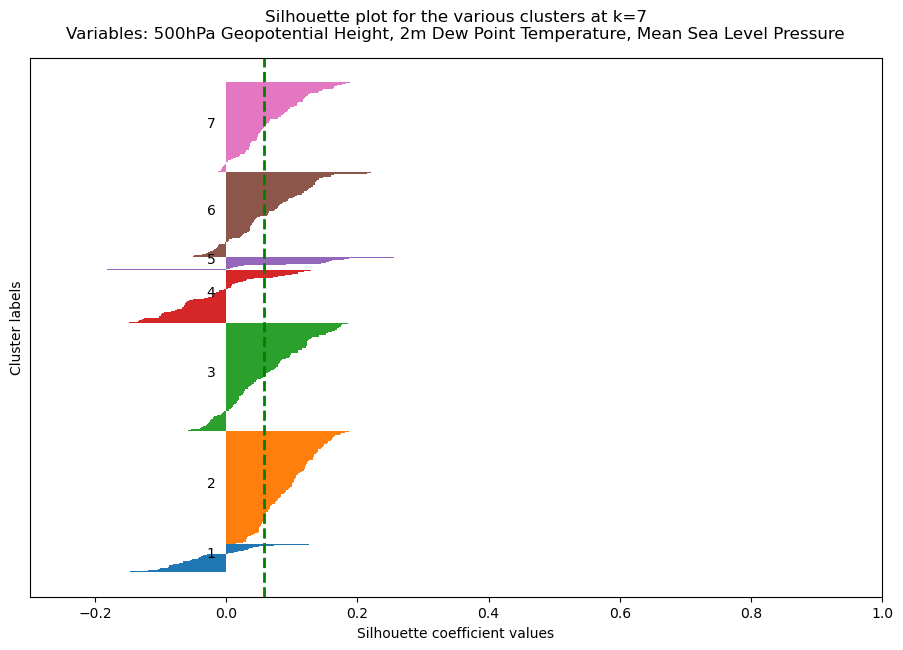 Silhouette plot for the various clusters at k=7
Variables: 500hPa Geopotential Height, 2m Dew Point Temperature, Mean Sea Level Pressure
Cluster labels
7
6
5
4
3
2
1
−0.2 0.0 0.2 0.4 0.6 0.8 1.0
Silhouette coefficient values